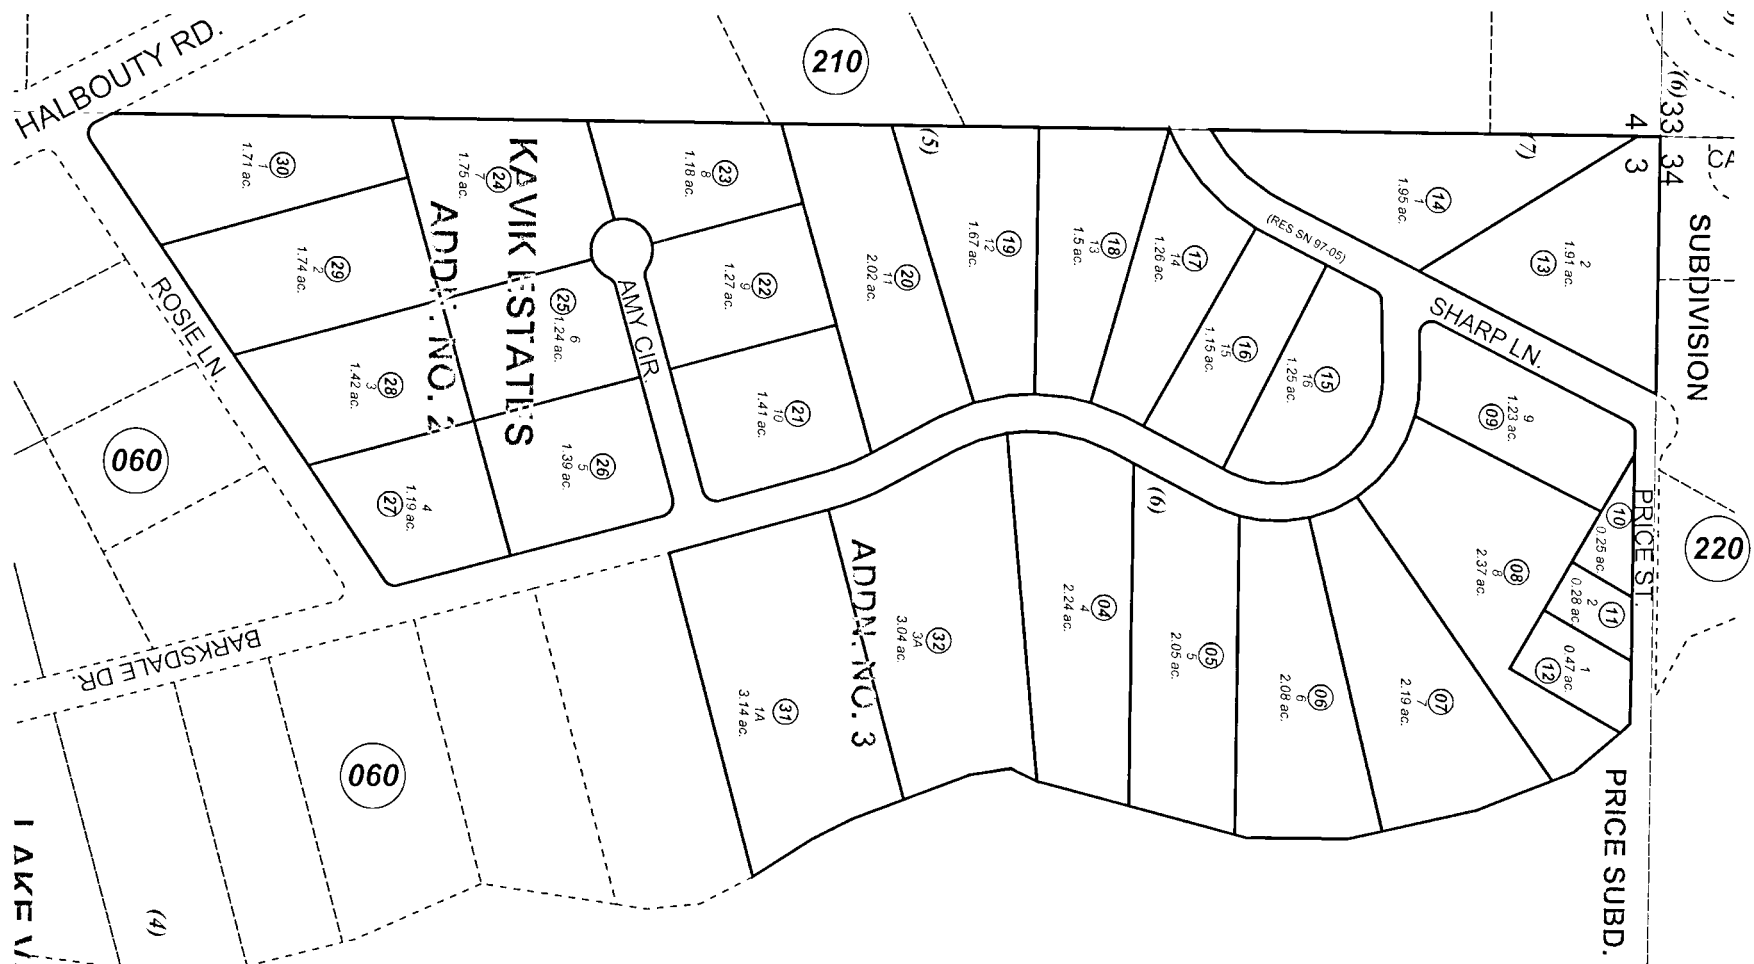 HALBOUTY RD.
210
(6)
33
4
34
3
CA
SUBDIVISION
(5)
(7)
30
1
1.71 ac.
24
7
1.75 ac.
KAVIK ESTATES
ADDN. NO. 2
23
8
1.18 ac.
29
2
1.74 ac.
25
6
1.24 ac.
AMY CIR.
22
9
1.27 ac.
20
11
2.02 ac.
19
12
1.67 ac.
18
13
1.5 ac.
17
14
1.26 ac.
(RES SN 97-05)
14
1
1.95 ac.
2
1.91 ac.
13
SHARP LN.
ROSIE LN.
28
3
1.42 ac.
21
10
1.41 ac.
16
15
1.15 ac.
15
16
1.25 ac.
9
1.23 ac.
09
060
4
1.19 ac.
27
26
5
1.39 ac.
(6)
10
0.25 ac.
PRICE ST.
220
ADDN. NO. 3
04
4
2.24 ac.
08
8
2.37 ac.
11
2
0.28 ac.
BARKSDALE DR.
32
3A
3.04 ac.
05
5
2.05 ac.
06
6
2.08 ac.
07
7
2.19 ac.
1
0.47 ac.
12
31
1A
3.14 ac.
060
PRICE SUBD.
(4)
LAKE